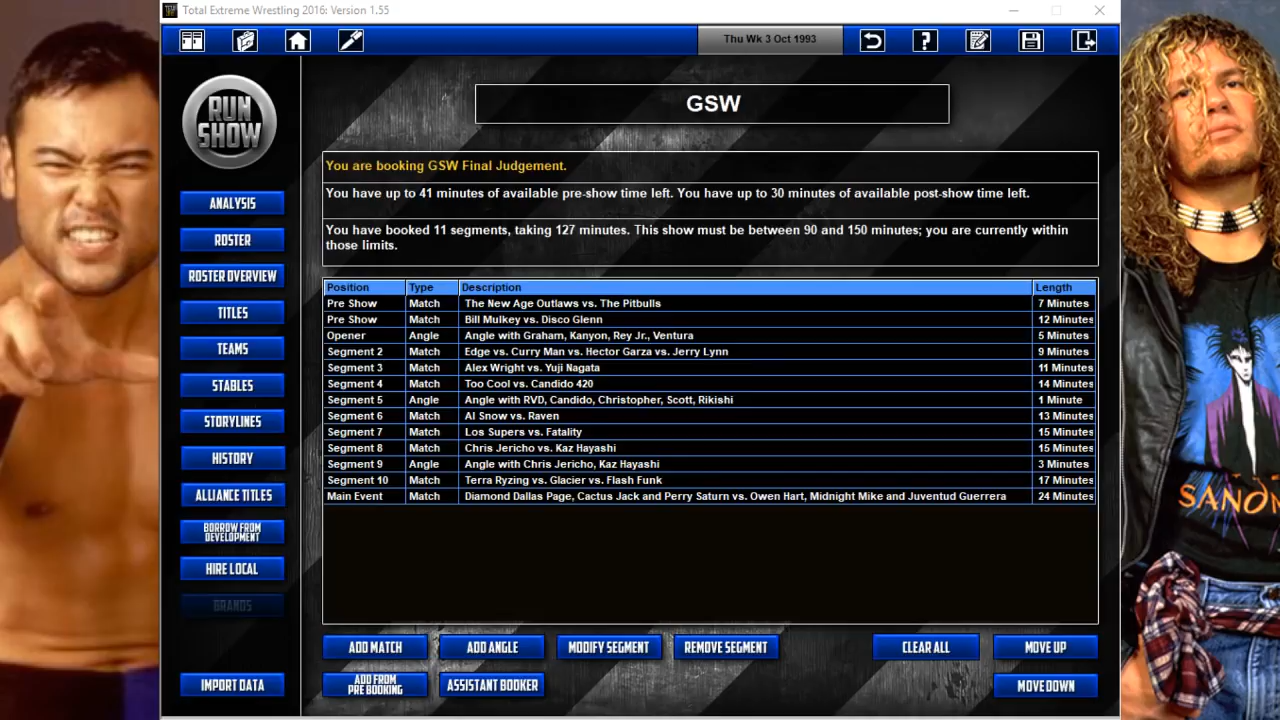 Total Extreme Wrestling 2016: Version 1.55
Thu Wk 3 Oct 1993
?
RUN
SHOW
GSW
You are booking GSW Final Judgement.
You have up to 41 minutes of available pre-show time left. You have up to 30 minutes of available post-show time left.
You have booked 11 segments, taking 127 minutes. This show must be between 90 and 150 minutes; you are currently within
those limits.
ANALYSIS
ROSTER
ROSTER OVERVIEW
TITLES
TEAMS
STABLES
STORYLINES
HISTORY
ALLIANCE TITLES
BORROW FROM
DEVELOPMENT
HIRE LOCAL
BRANDS
IMPORT DATA
Position Type Description Length
Pre Show Match The New Age Outlaws vs. The Pitbulls 7 Minutes
Pre Show Match Bill Mulkey vs. Disco Glenn 12 Minutes
Opener Angle Angle with Graham, Kanyon, Rey Jr., Ventura 5 Minutes
Segment 2 Match Edge vs. Curry Man vs. Hector Garza vs. Jerry Lynn 9 Minutes
Segment 3 Match Alex Wright vs. Yuji Nagata 11 Minutes
Segment 4 Match Too Cool vs. Candido 420 14 Minutes
Segment 5 Angle Angle with RVD, Candido, Christopher, Scott, Rikishi 1 Minute
Segment 6 Match Al Snow vs. Raven 13 Minutes
Segment 7 Match Los Supers vs. Fatality 15 Minutes
Segment 8 Match Chris Jericho vs. Kaz Hayashi 15 Minutes
Segment 9 Angle Angle with Chris Jericho, Kaz Hayashi 3 Minutes
Segment 10 Match Terra Ryzing vs. Glacier vs. Flash Funk 17 Minutes
Main Event Match Diamond Dallas Page, Cactus Jack and Perry Saturn vs. Owen Hart, Midnight Mike and Juventud Guerrera 24 Minutes
ADD MATCH ADD ANGLE MODIFY SEGMENT REMOVE SEGMENT CLEAR ALL MOVE UP
ADD FROM
PRE BOOKING
ASSISTANT BOOKER MOVE DOWN
SANDM